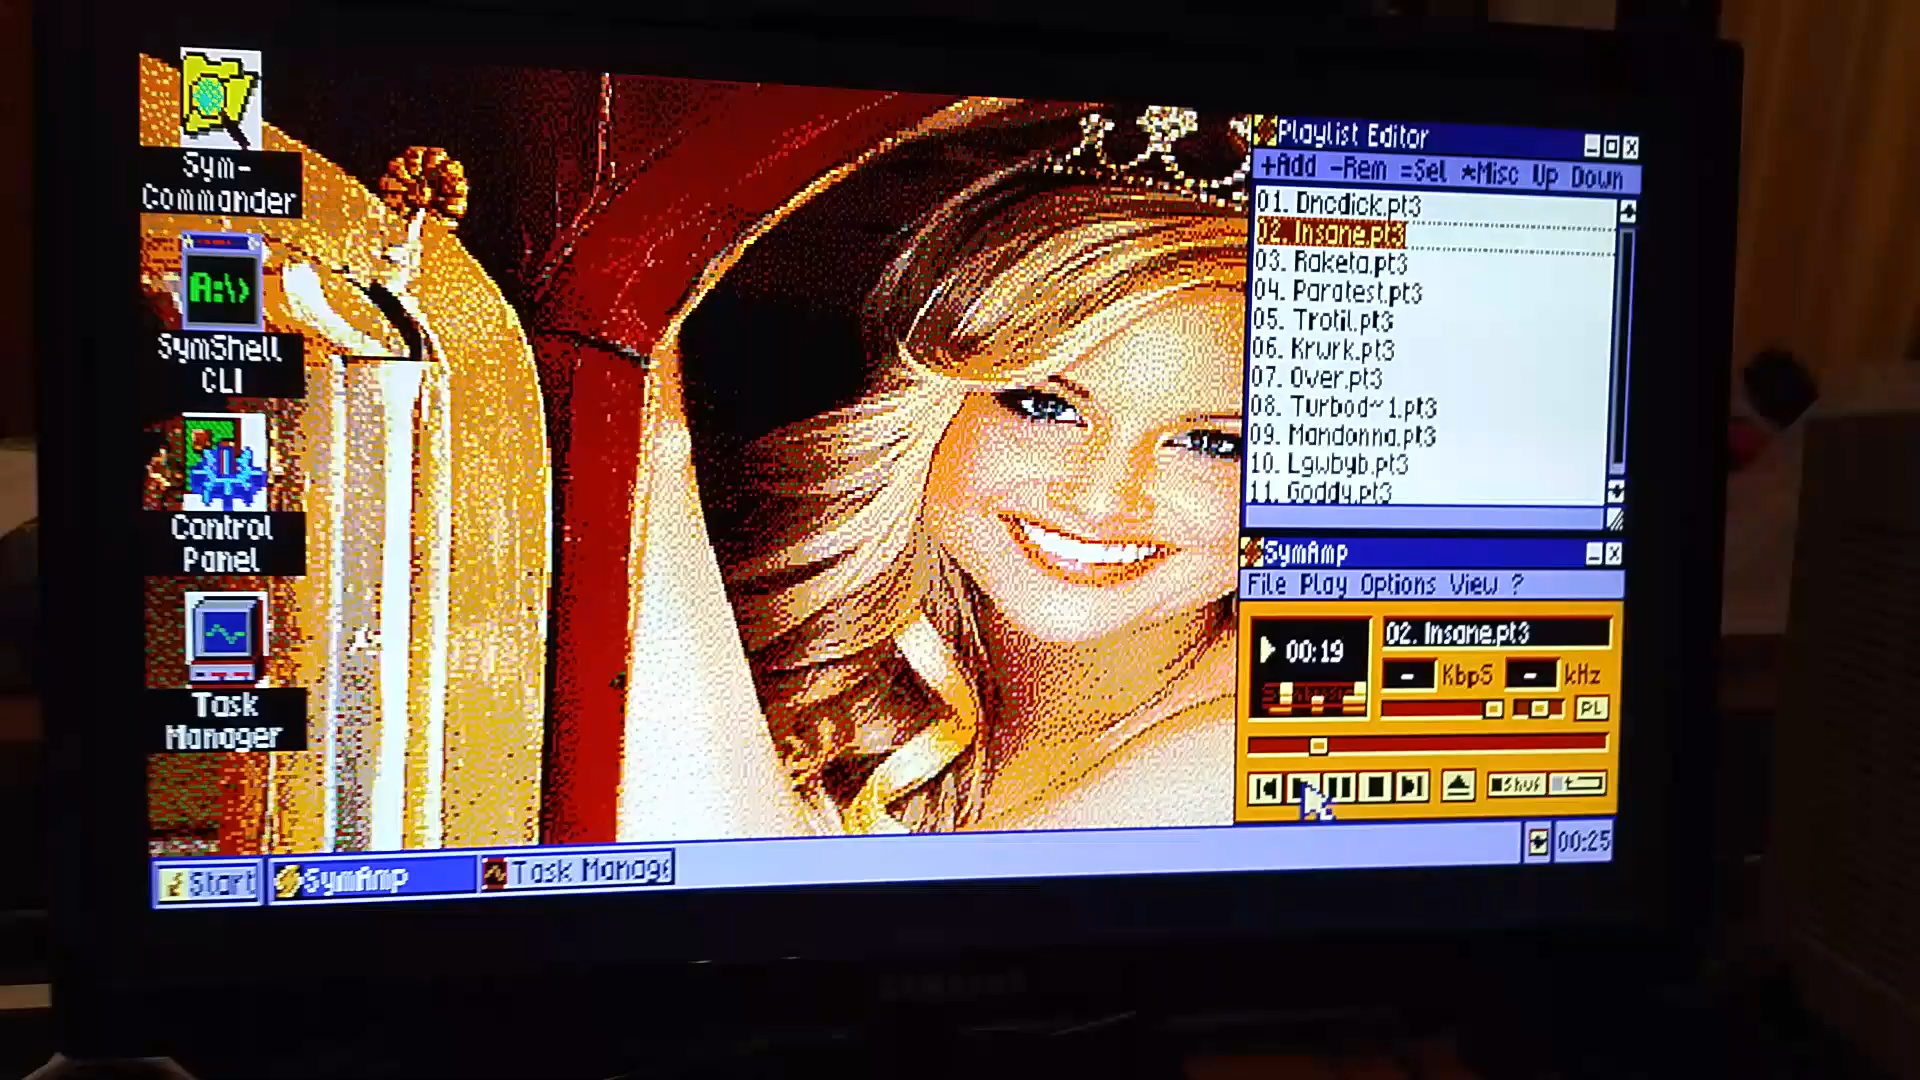 Sym-
Commander
A:\>
SymShell
CLI
Control
Panel
Task
Manager
Playlist Editor
+Add -Rem =Sel *Misc Up Down
01. Dncdick.pt3
02. Insane.pt3
03. Raketa.pt3
04. Paratest.pt3
05. Trotil.pt3
06. Krwrk.pt3
07. Over.pt3
08. Turbod~1.pt3
09. Mandonna.pt3
10. Lgwbyb.pt3
11. Goddy.pt3
SymAmp
File Play Options View ?
00:19
02. Insane.pt3
- KbpS - kHz
PL
Shuf
Start
SymAmp
Task Manage
00:25
SAMSUNG